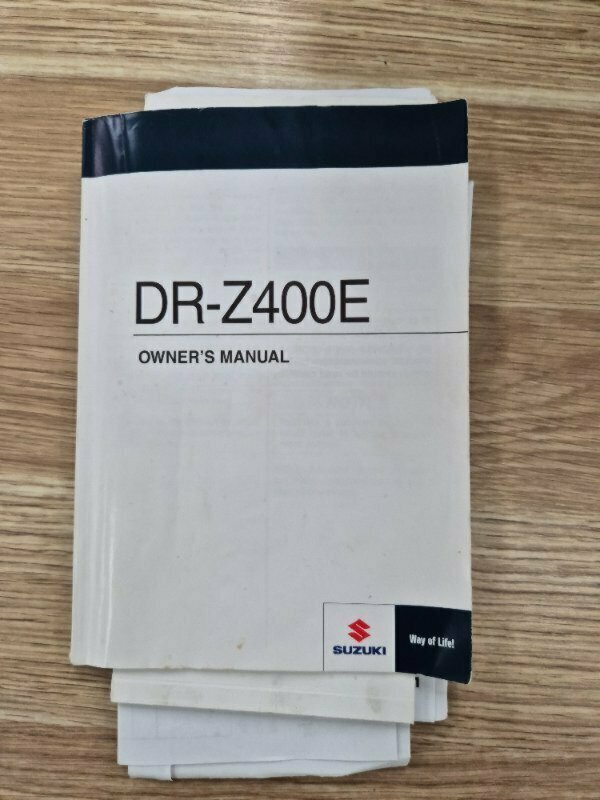 DR-Z400E
OWNER'S MANUAL
SUZUKI
Way of Life!